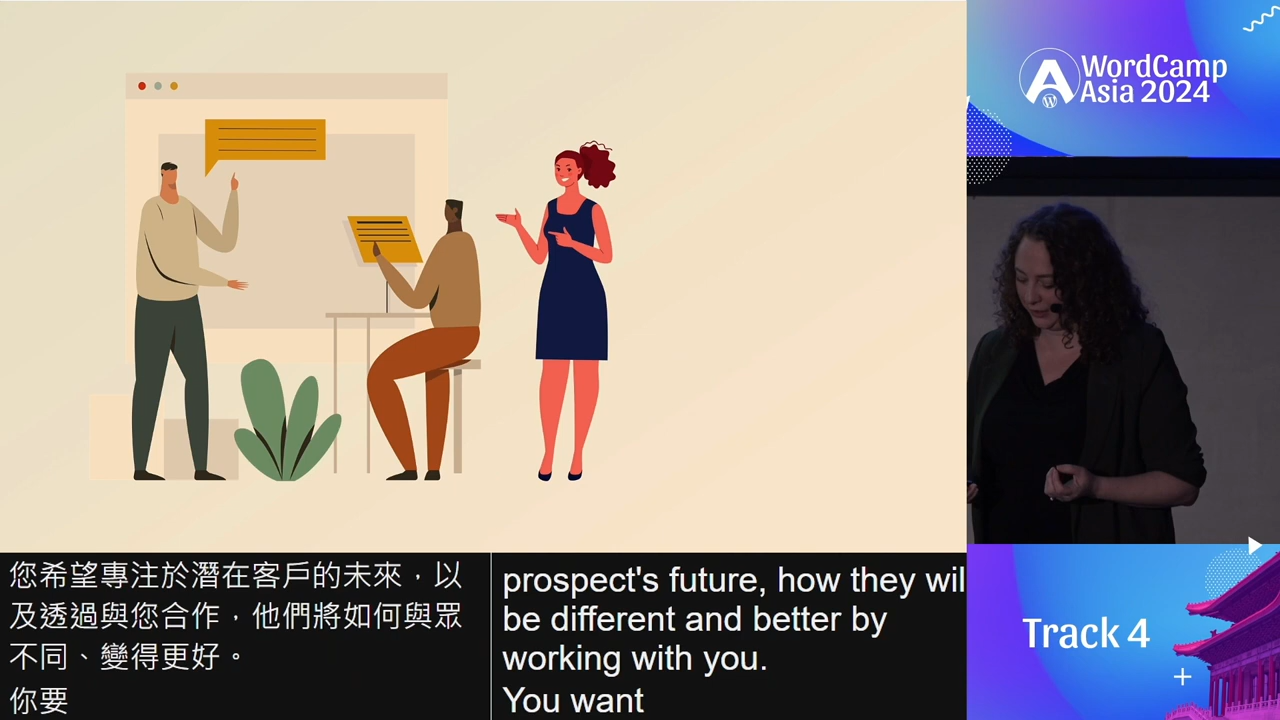 WordCamp
Asia 2024
您希望專注於潛在客戶的未來，以
及透過與您合作，他們將如何與眾
不同、變得更好。
你要
prospect's future, how they wil
be different and better by
working with you.
You want
Track 4